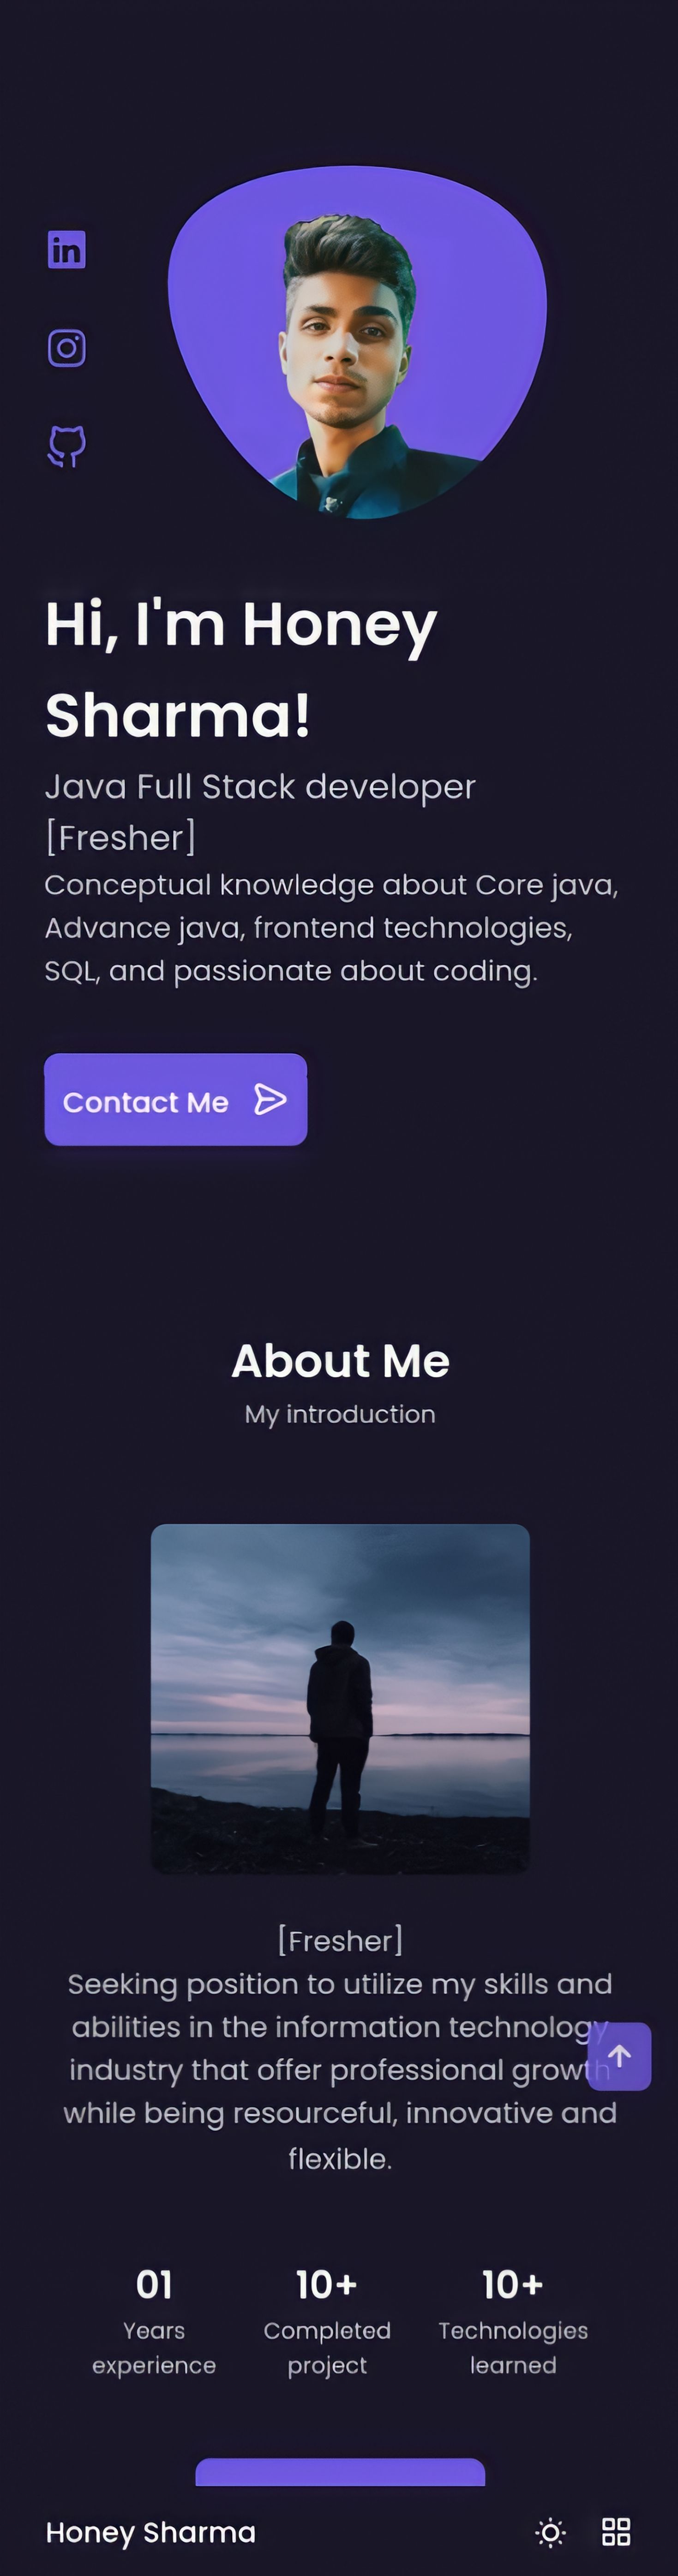 in
Hi, I'm Honey
Sharma!
Java Full Stack developer
[Fresher]
Conceptual knowledge about Core java,
Advance java, frontend technologies,
SQL, and passionate about coding.
Contact Me
About Me
My introduction
[Fresher]
Seeking position to utilize my skills and
abilities in the information technology
industry that offer professional growth
while being resourceful, innovative and
flexible.
01 10+ 10+
Years Completed Technologies
experience project learned
Honey Sharma